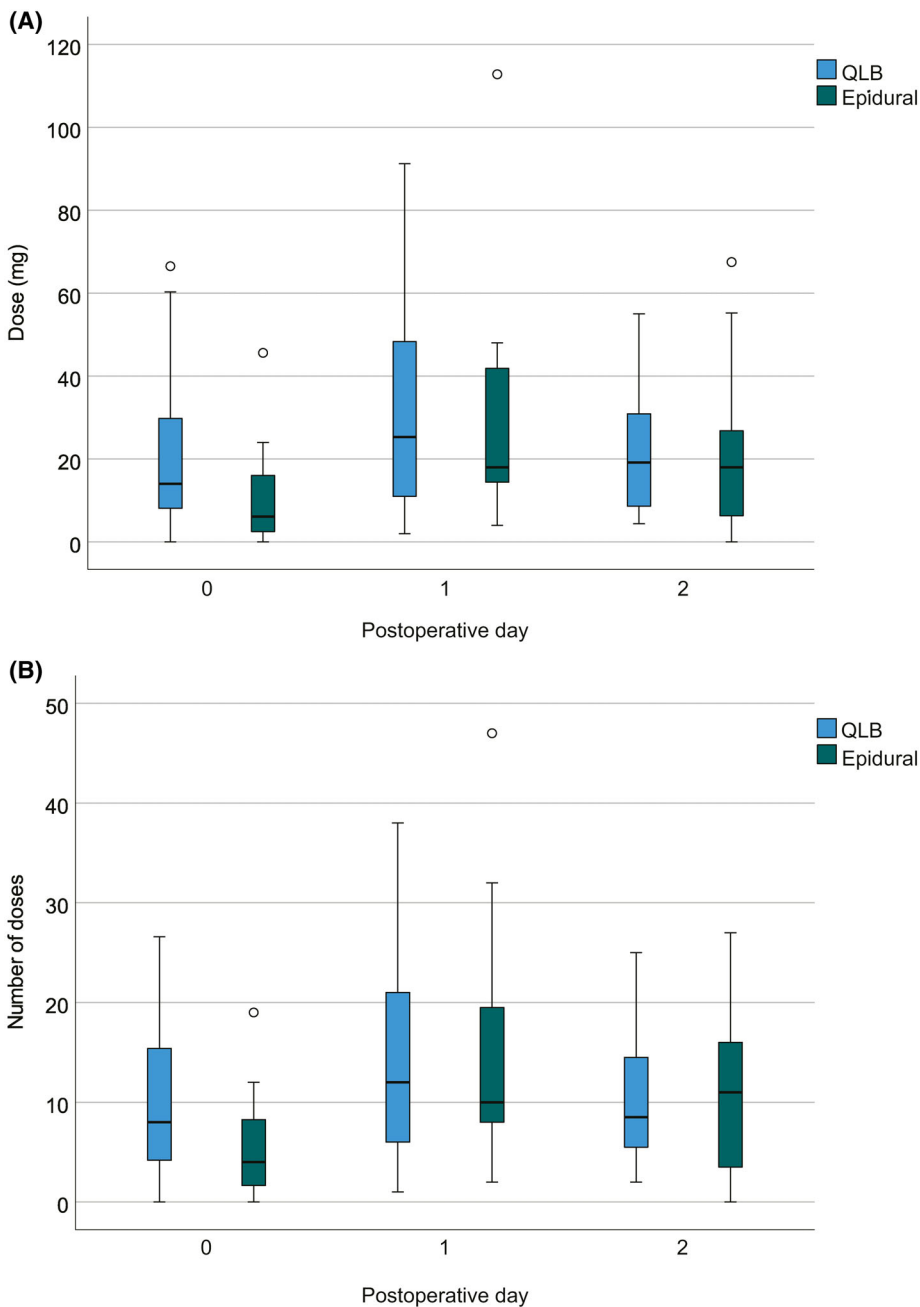 (A)
120
100
80
60
40
20
0
Dose (mg)
QLB
Epidural
0 1 2
Postoperative day
(B)
50
40
30
20
10
0
Number of doses
QLB
Epidural
0 1 2
Postoperative day